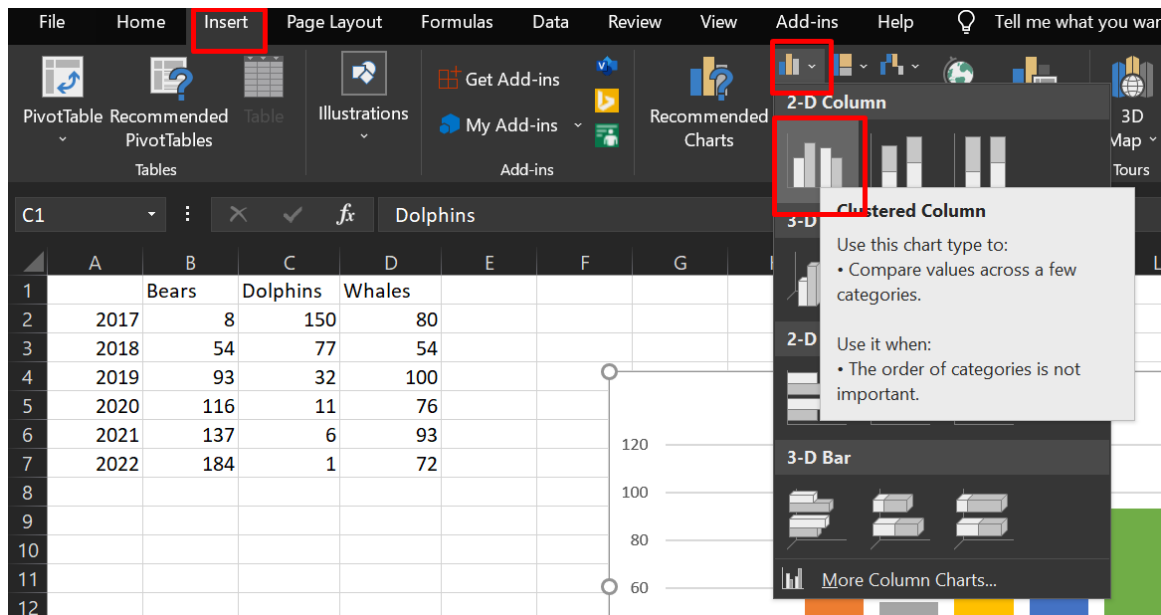 File Home Insert Page Layout Formulas Data Review View Add-ins Help Tell me what you wan
PivotTable
Recommended PivotTables
Table
Tables
Illustrations
Get Add-ins
My Add-ins
Add-ins
Recommended Charts
3D
Map
Tours
C1 fx Dolphins
2-D Column
Clustered Column
Use this chart type to:
• Compare values across a few
categories.
Use it when:
• The order of categories is not
important.
3-D
2-D
3-D Bar
More Column Charts...
A B C D E F G
1 Bears Dolphins Whales
2 2017 8 150 80
3 2018 54 77 54
4 2019 93 32 100
5 2020 116 11 76
6 2021 137 6 93
7 2022 184 1 72
8
9
10
11
12
120
100
80
60